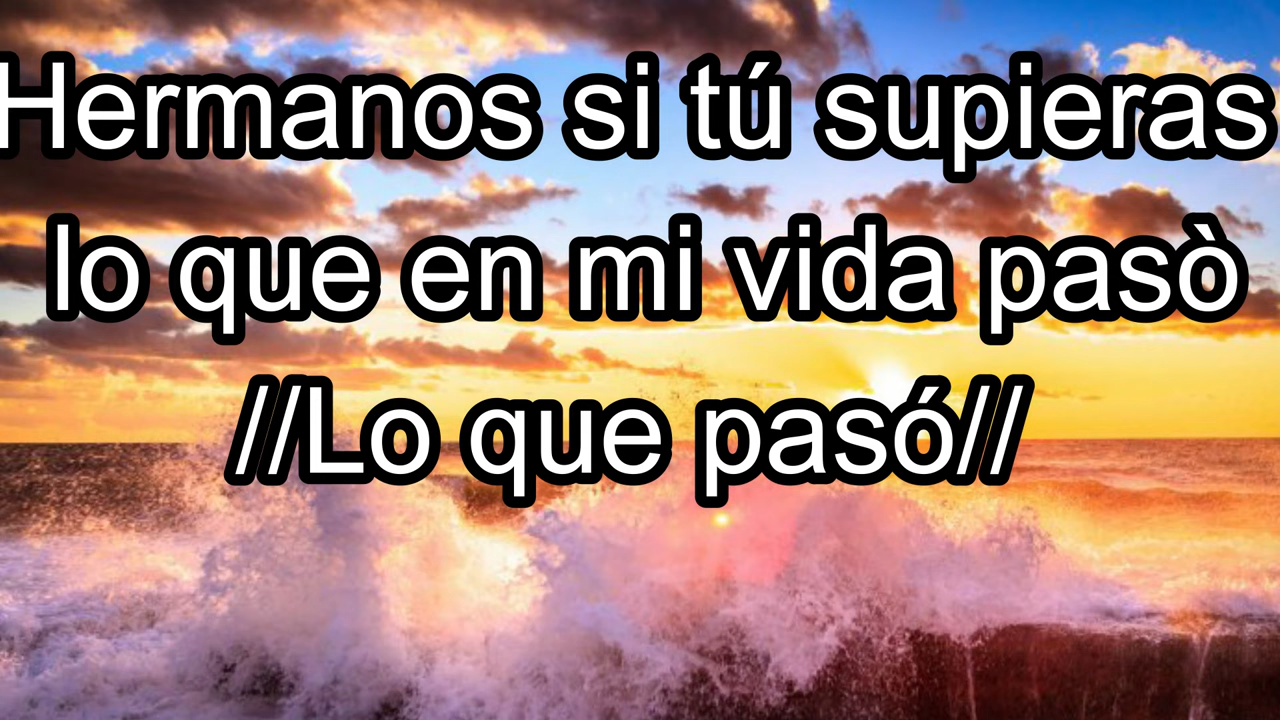 Hermanos si tú supieras
lo que en mi vida pasò
//Lo que pasó//